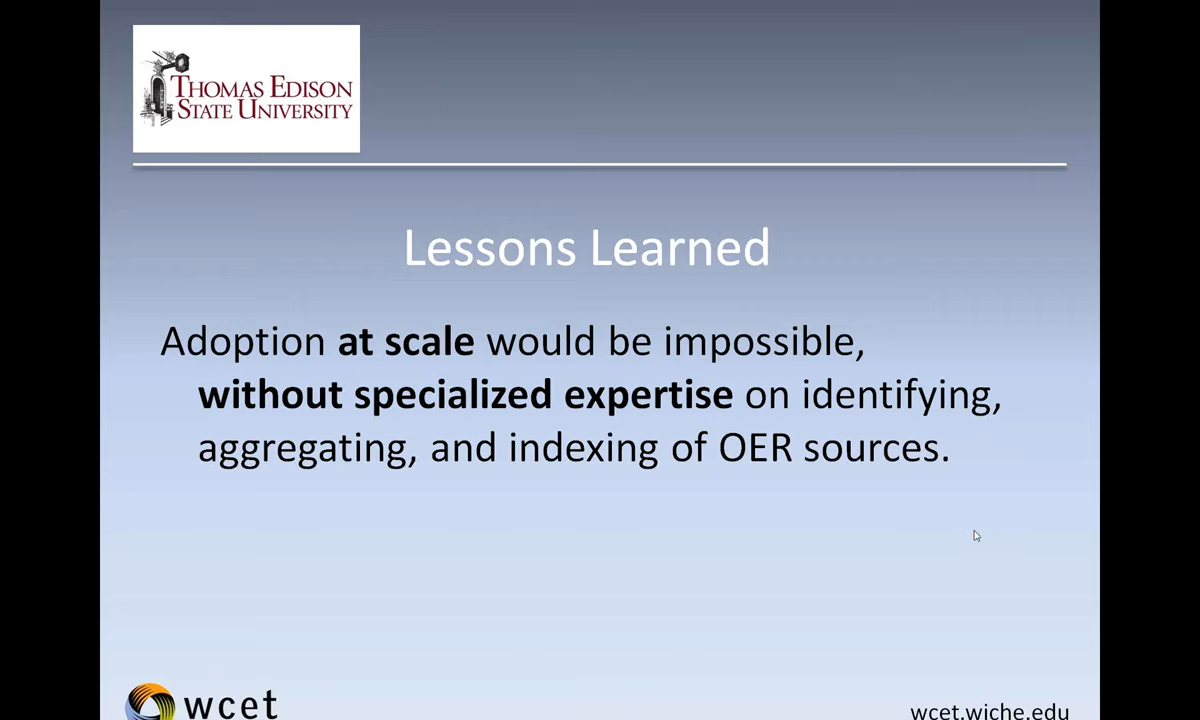 THOMAS EDISON
STATE UNIVERSITY
Lessons Learned
Adoption at scale would be impossible,
without specialized expertise on identifying,
aggregating, and indexing of OER sources.
wcet
wcet.wiche.edu